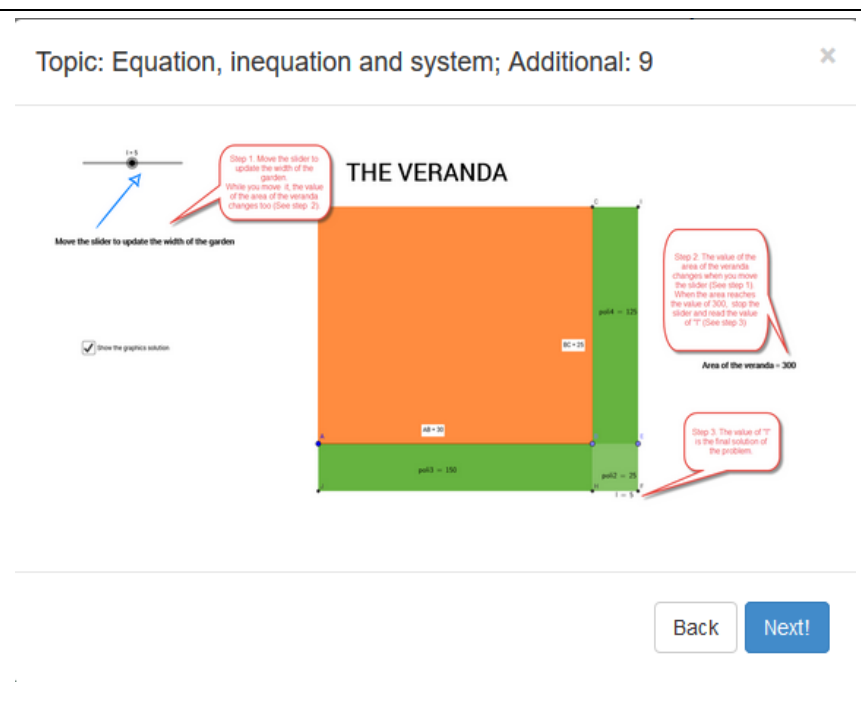 Topic: Equation, inequation and system; Additional: 9
×
l = 5
Step 1. Move the slider to
update the width of the
garden.
While you move it, the value
of the area of the veranda
changes too (See step 2)
THE VERANDA
Move the slider to update the width of the garden
C
I
Step 2: The value of the
area of the veranda
changes when you move
the slider (See step 1).
When the area reaches
the value of 300, stop the
slider and read the value
of "l" (See step 3)
poli4 = 125
Show the graphics solution
BC = 25
Area of the veranda = 300
AB = 30
A
E
Step 3. The value of "l"
is the final solution of
the problem.
poli3 = 150
poli2 = 25
J
H
F
l = 5
Back
Next!